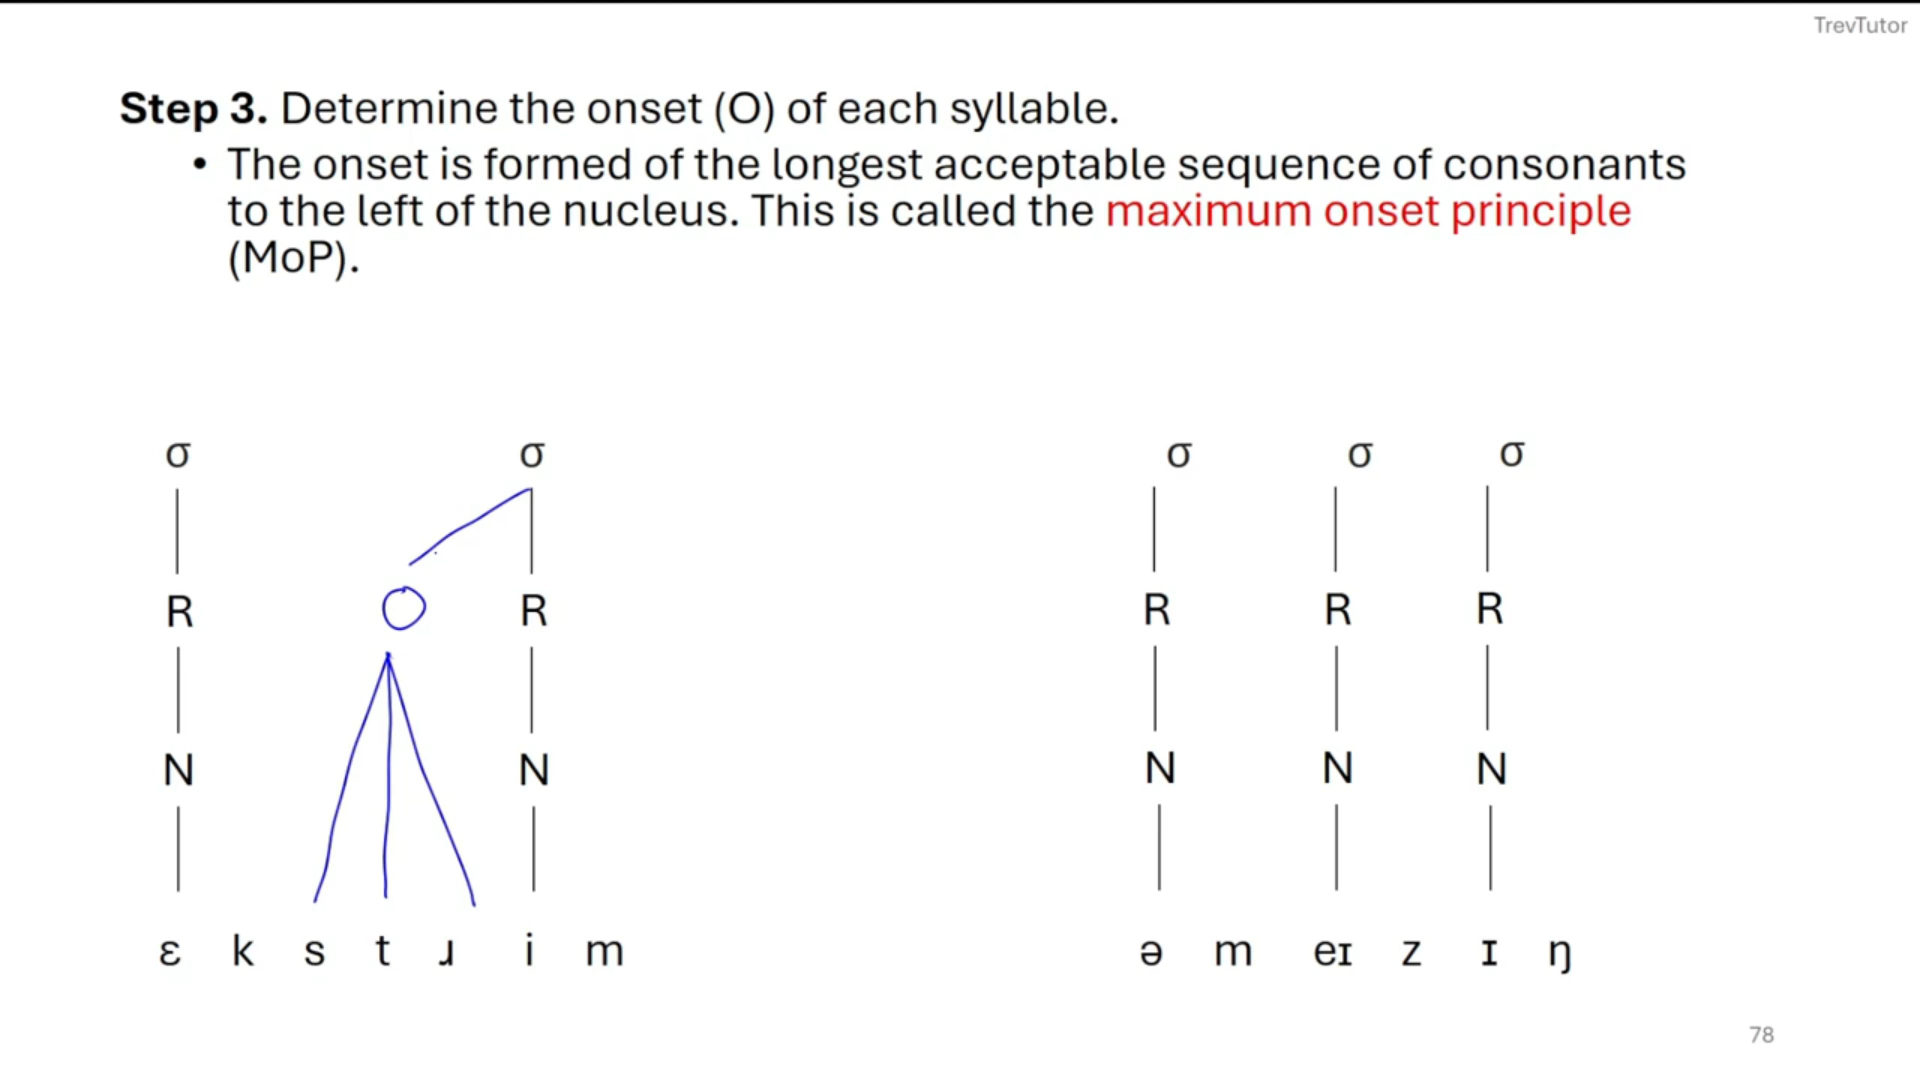 TrevTutor
Step 3. Determine the onset (O) of each syllable.
• The onset is formed of the longest acceptable sequence of consonants
to the left of the nucleus. This is called the maximum onset principle
(MoP).
σ σ σ σ σ
R O R R R R
N N N N N
ɛ k s t ɹ i m ə m eɪ z ɪ ŋ
78